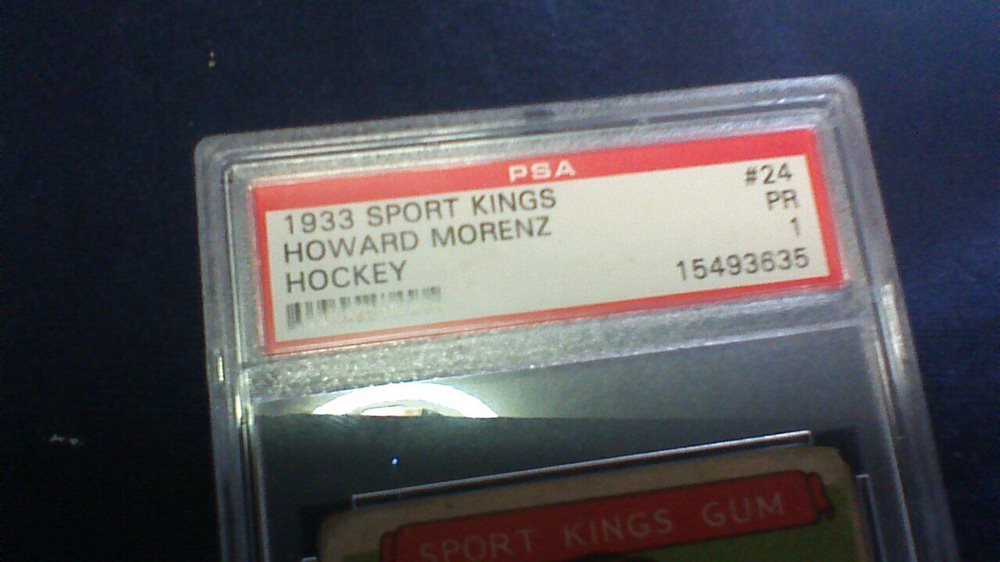 PSA
1933 SPORT KINGS #24
HOWARD MORENZ PR
HOCKEY 1
15493635
SPORT KINGS GUM